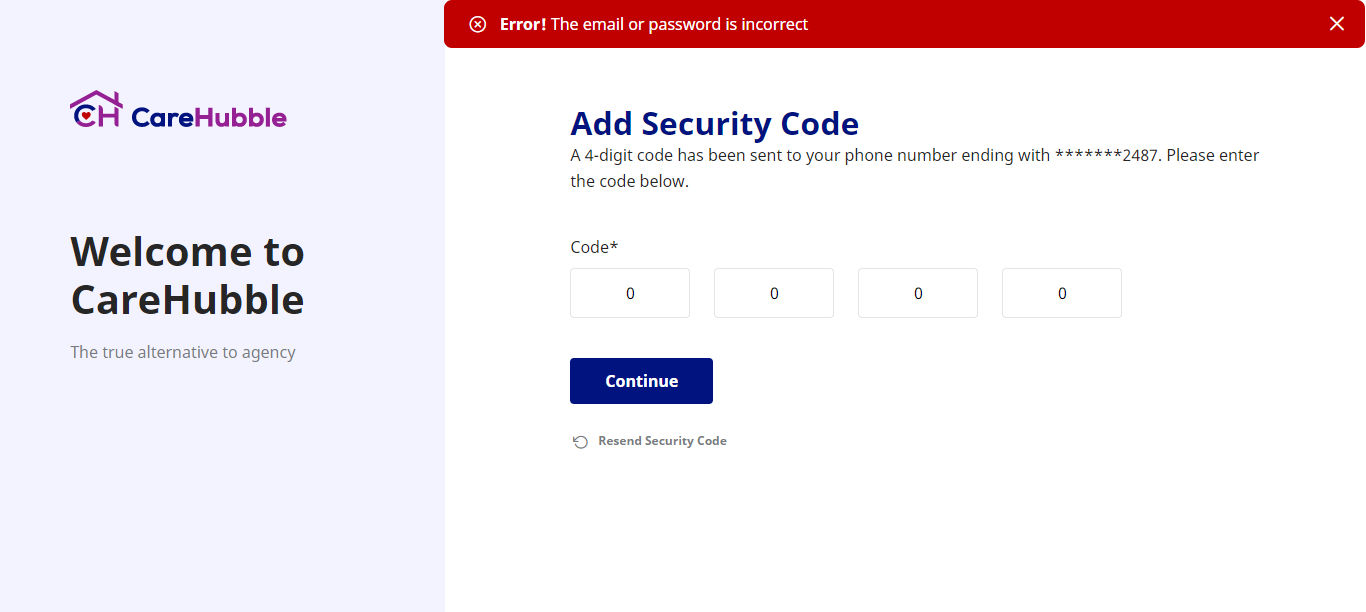 Error! The email or password is incorrect
CH CareHubble
Welcome to
CareHubble
The true alternative to agency
Add Security Code
A 4-digit code has been sent to your phone number ending with *******2487. Please enter
the code below.
Code*
0 0 0 0
Continue
Resend Security Code